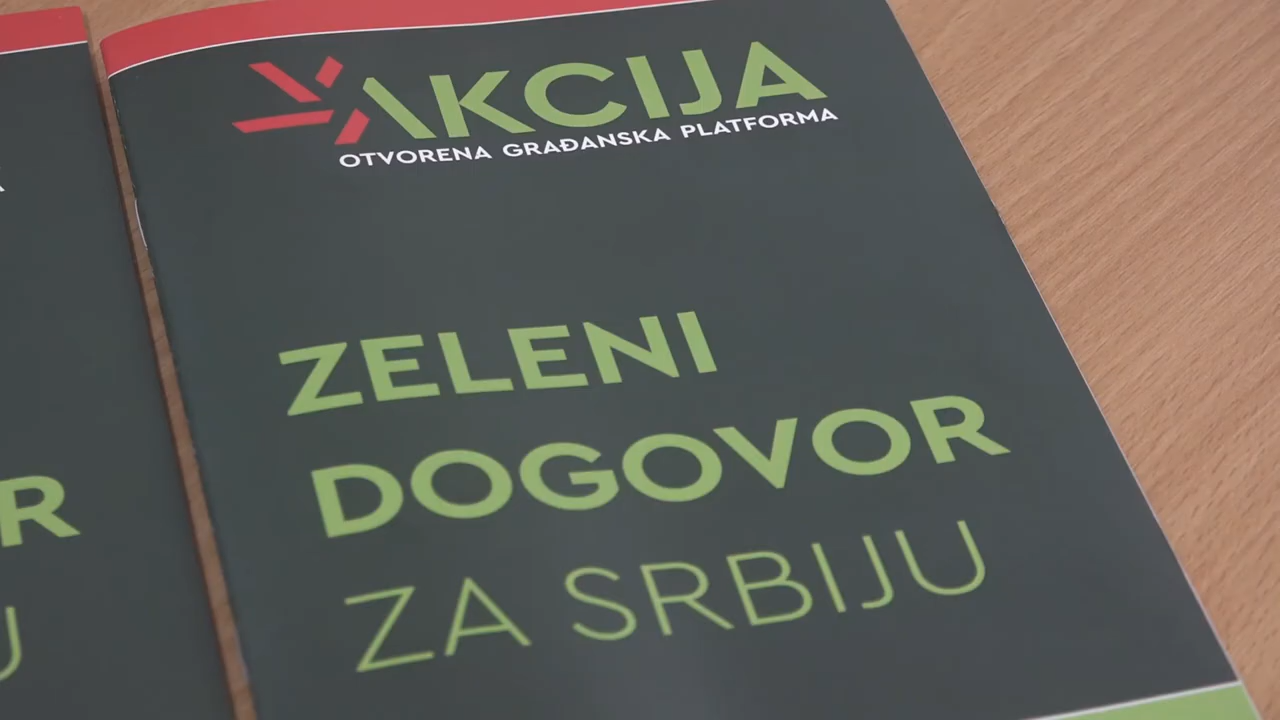 AKCIJA
OTVORENA GRAĐANSKA PLATFORMA
ZELENI
DOGOVOR
ZA SRBIJU